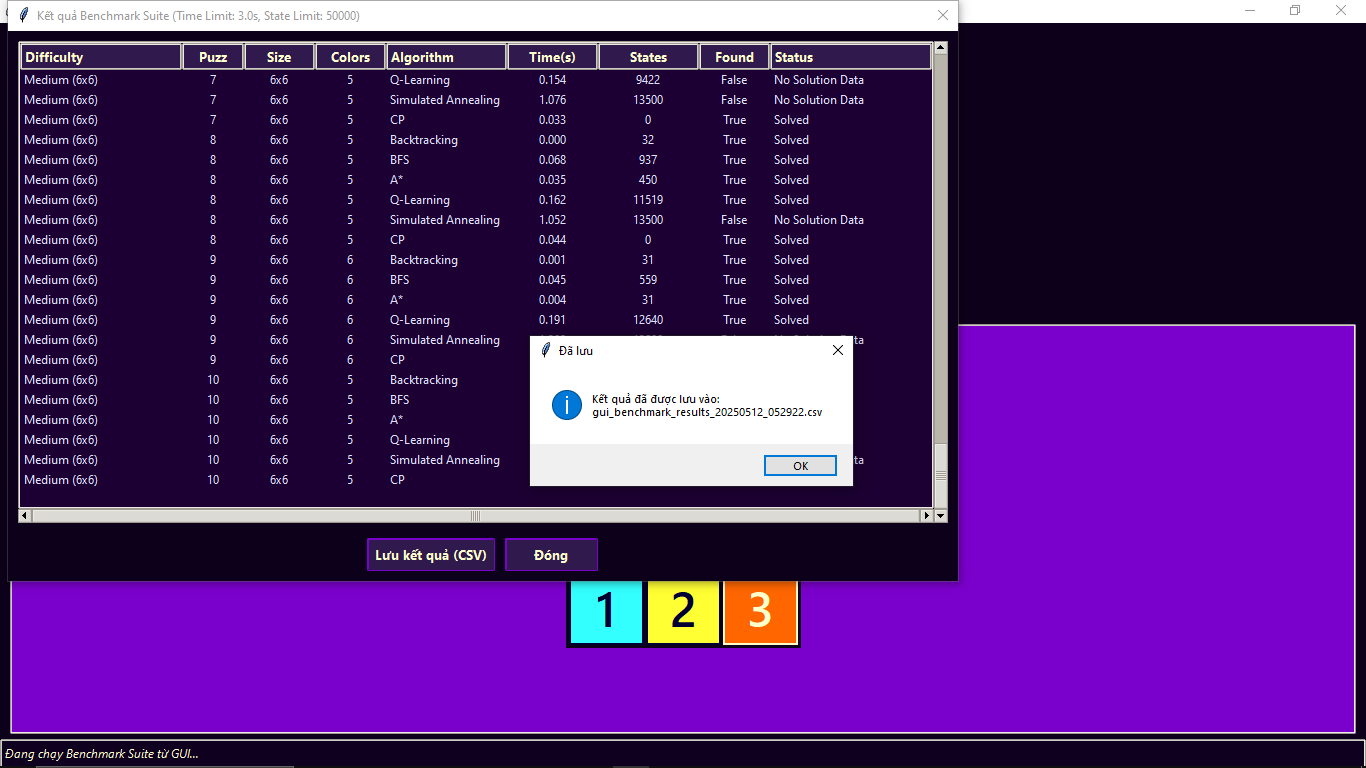 Kết quả Benchmark Suite (Time Limit: 3.0s, State Limit: 50000)
Difficulty Puzz Size Colors Algorithm Time(s) States Found Status
Medium (6x6) 7 6x6 5 Q-Learning 0.154 9422 False No Solution Data
Medium (6x6) 7 6x6 5 Simulated Annealing 1.076 13500 False No Solution Data
Medium (6x6) 7 6x6 5 CP 0.033 0 True Solved
Medium (6x6) 8 6x6 5 Backtracking 0.000 32 True Solved
Medium (6x6) 8 6x6 5 BFS 0.068 937 True Solved
Medium (6x6) 8 6x6 5 A* 0.035 450 True Solved
Medium (6x6) 8 6x6 5 Q-Learning 0.162 11519 True Solved
Medium (6x6) 8 6x6 5 Simulated Annealing 1.052 13500 False No Solution Data
Medium (6x6) 8 6x6 5 CP 0.044 0 True Solved
Medium (6x6) 9 6x6 6 Backtracking 0.001 31 True Solved
Medium (6x6) 9 6x6 6 BFS 0.045 559 True Solved
Medium (6x6) 9 6x6 6 A* 0.004 31 True Solved
Medium (6x6) 9 6x6 6 Q-Learning 0.191 12640 True Solved
Medium (6x6) 9 6x6 6 Simulated Annealing
Medium (6x6) 9 6x6 6 CP
Medium (6x6) 10 6x6 5 Backtracking
Medium (6x6) 10 6x6 5 BFS
Medium (6x6) 10 6x6 5 A*
Medium (6x6) 10 6x6 5 Q-Learning
Medium (6x6) 10 6x6 5 Simulated Annealing
Medium (6x6) 10 6x6 5 CP
Đã lưu
Kết quả đã được lưu vào:
gui_benchmark_results_20250512_052922.csv
OK
Lưu kết quả (CSV) Đóng
1 2 3
Đang chạy Benchmark Suite từ GUI...